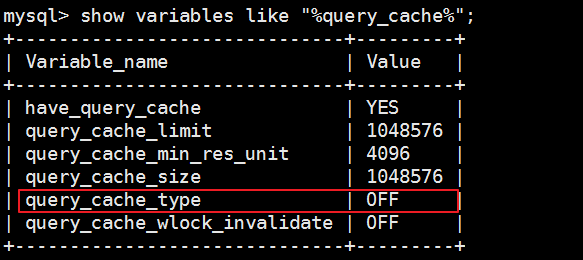 mysql> show variables like "%query_cache%";
+------------------------------+---------+
| Variable_name                | Value   |
+------------------------------+---------+
| have_query_cache             | YES     |
| query_cache_limit            | 1048576 |
| query_cache_min_res_unit     | 4096    |
| query_cache_size             | 1048576 |
| query_cache_type             | OFF     |
| query_cache_wlock_invalidate | OFF     |
+------------------------------+---------+